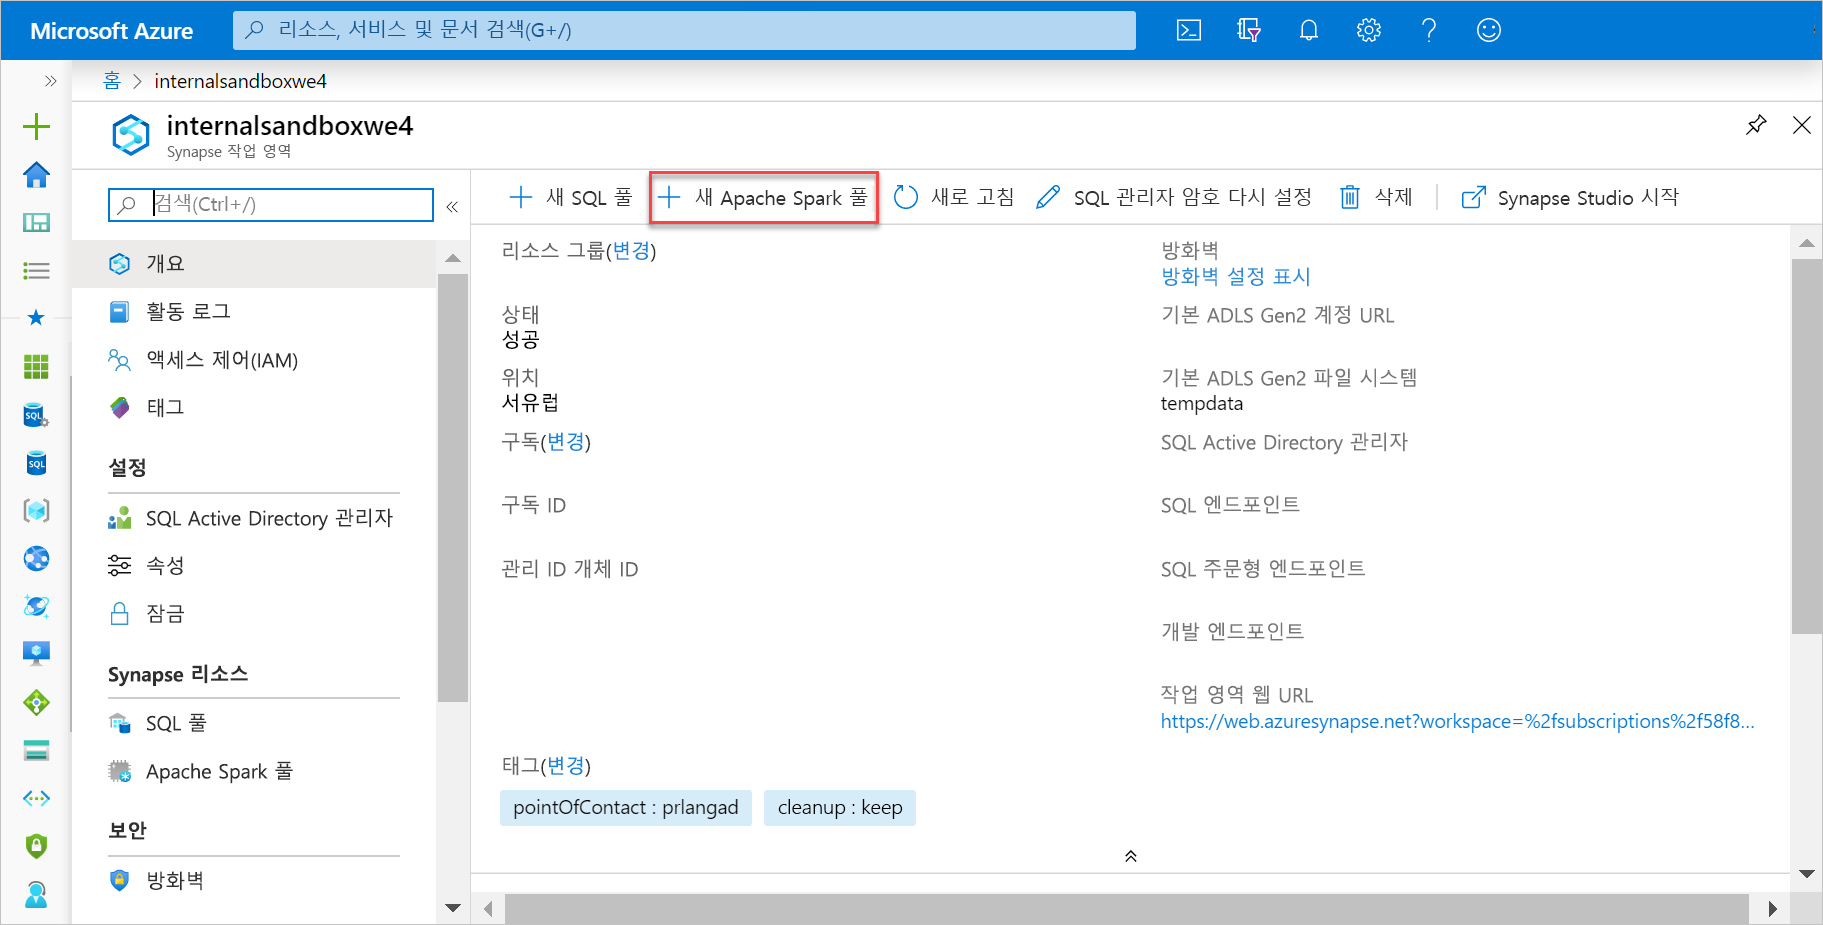 Microsoft Azure
리소스, 서비스 및 문서 검색(G+/)
홈 > internalsandboxwe4
internalsandboxwe4
Synapse 작업 영역
검색(Ctrl+/)
개요
활동 로그
액세스 제어(IAM)
태그
설정
SQL Active Directory 관리자
속성
잠금
Synapse 리소스
SQL 풀
Apache Spark 풀
보안
방화벽
새 SQL 풀
새 Apache Spark 풀
새로 고침
SQL 관리자 암호 다시 설정
삭제
Synapse Studio 시작
리소스 그룹(변경)
상태
성공
위치
서유럽
구독(변경)
구독 ID
관리 ID 개체 ID
방화벽
방화벽 설정 표시
기본 ADLS Gen2 계정 URL
기본 ADLS Gen2 파일 시스템
tempdata
SQL Active Directory 관리자
SQL 엔드포인트
SQL 주문형 엔드포인트
개발 엔드포인트
작업 영역 웹 URL
https://web.azuresynapse.net?workspace=%2fsubscriptions%2f58f8...
태그(변경)
pointOfContact : prlangad
cleanup : keep